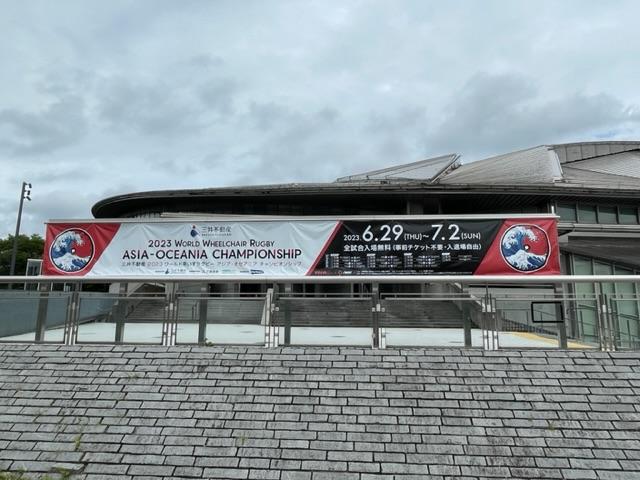 三井不動産
2023 WORLD WHEELCHAIR RUGBY
ASIA-OCEANIA CHAMPIONSHIP
三井不動産 2023 ワールド車いすラグビー アジア・オセアニア チャンピオンシップ
2023. 6.29 (THU)~ 7.2 (SUN)
全試合入場無料 (事前チケット不要・入退場自由)